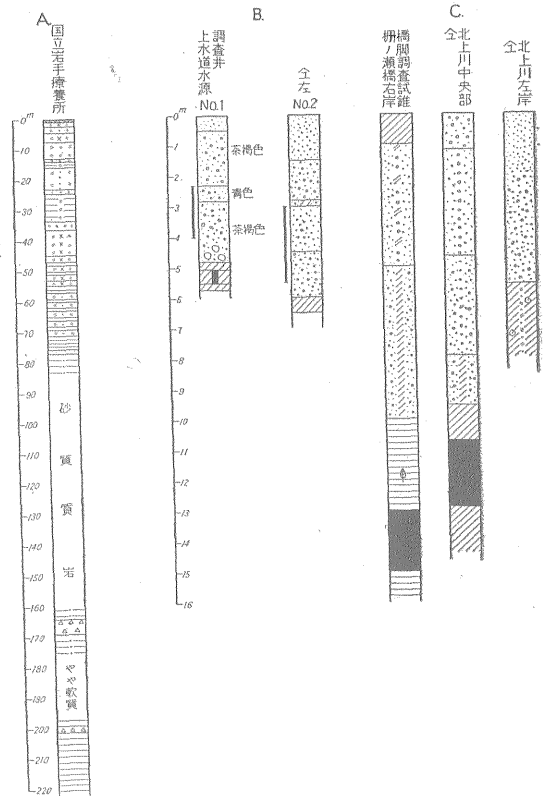 A.
国立岩手療養所
0m
10
20
30
40
50
60
70
80
90
100
110
120
130
140
150
160
170
180
190
200
210
220
砂質質岩
やや軟質
B.
調査井
上水道水源
No.1
仝左
No.2
0m
1
2
3
4
5
6
7
8
9
10
11
12
13
14
15
16
茶褐色
青色
茶褐色
C.
橋脚調査試錐
柵ノ瀬橋右岸
北上川中央部
仝
北上川左岸
仝